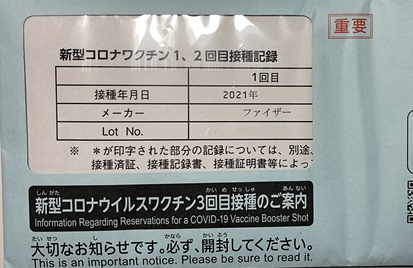 重要
新型コロナワクチン1、2回目接種記録
1回目
接種年月日 2021年
メーカー ファイザー
Lot No.
※ *が印字された部分の記録については、別途、
接種済証、接種記録書、接種証明書等によっ
しんがた かいめせっしゅ あんない
新型コロナウイルスワクチン3回目接種のご案内
Information Regarding Reservations for a COVID-19 Vaccine Booster Shot
たいせつ し かなら かいふう
大切なお知らせです。必ず、開封してください。
This is an important notice. Please be sure to read it.